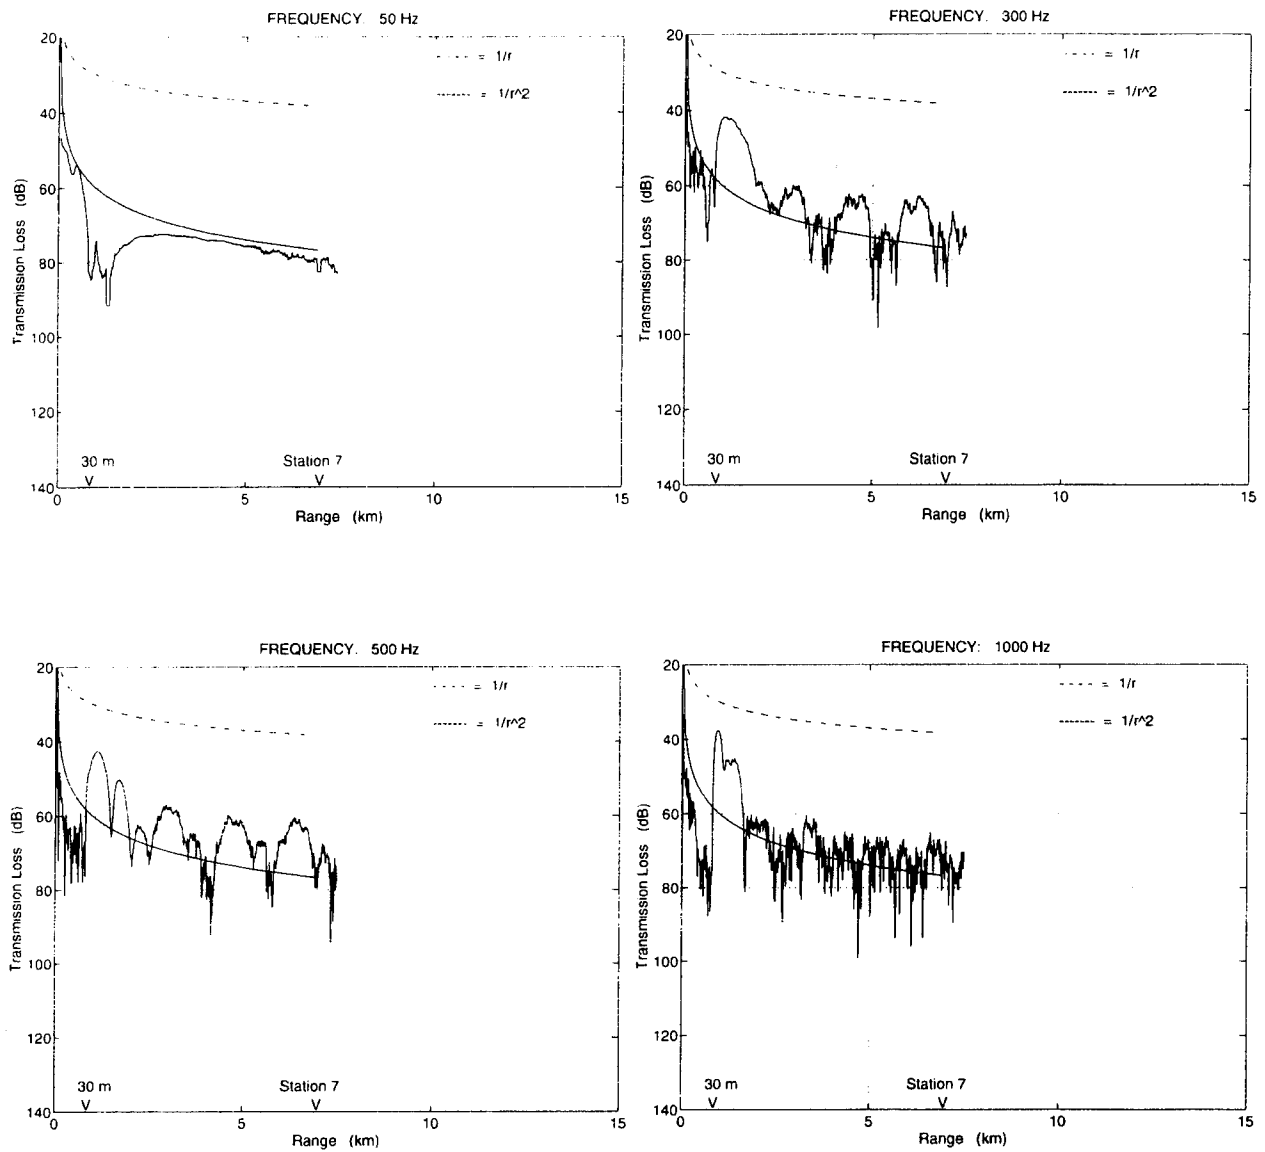 FREQUENCY. 50 Hz
20
40
60
80
100
120
140
Transmission Loss (dB)
= 1/r
= 1/r^2
30 m
Station 7
V
V
0
5
10
15
Range (km)
FREQUENCY. 300 Hz
20
40
60
80
100
120
140
Transmission Loss (dB)
= 1/r
= 1/r^2
30 m
Station 7
V
V
0
5
10
15
Range (km)
FREQUENCY. 500 Hz
20
40
60
80
100
120
140
Transmission Loss (dB)
= 1/r
= 1/r^2
30 m
Station 7
V
V
0
5
10
15
Range (km)
FREQUENCY: 1000 Hz
20
40
60
80
100
120
140
Transmission Loss (dB)
= 1/r
= 1/r^2
30 m
Station 7
V
V
0
5
10
15
Range (km)